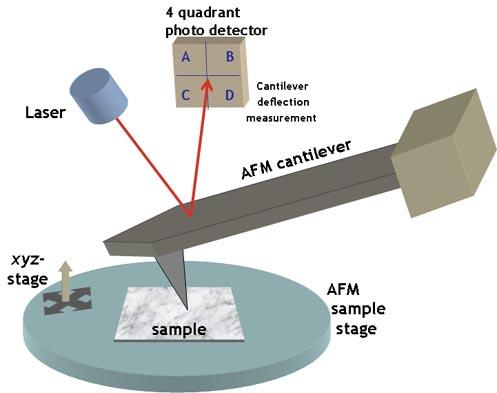 4 quadrant
photo detector
A B
C D
Cantilever
deflection
measurement
Laser
AFM cantilever
xyz-
stage
AFM
sample
stage
sample